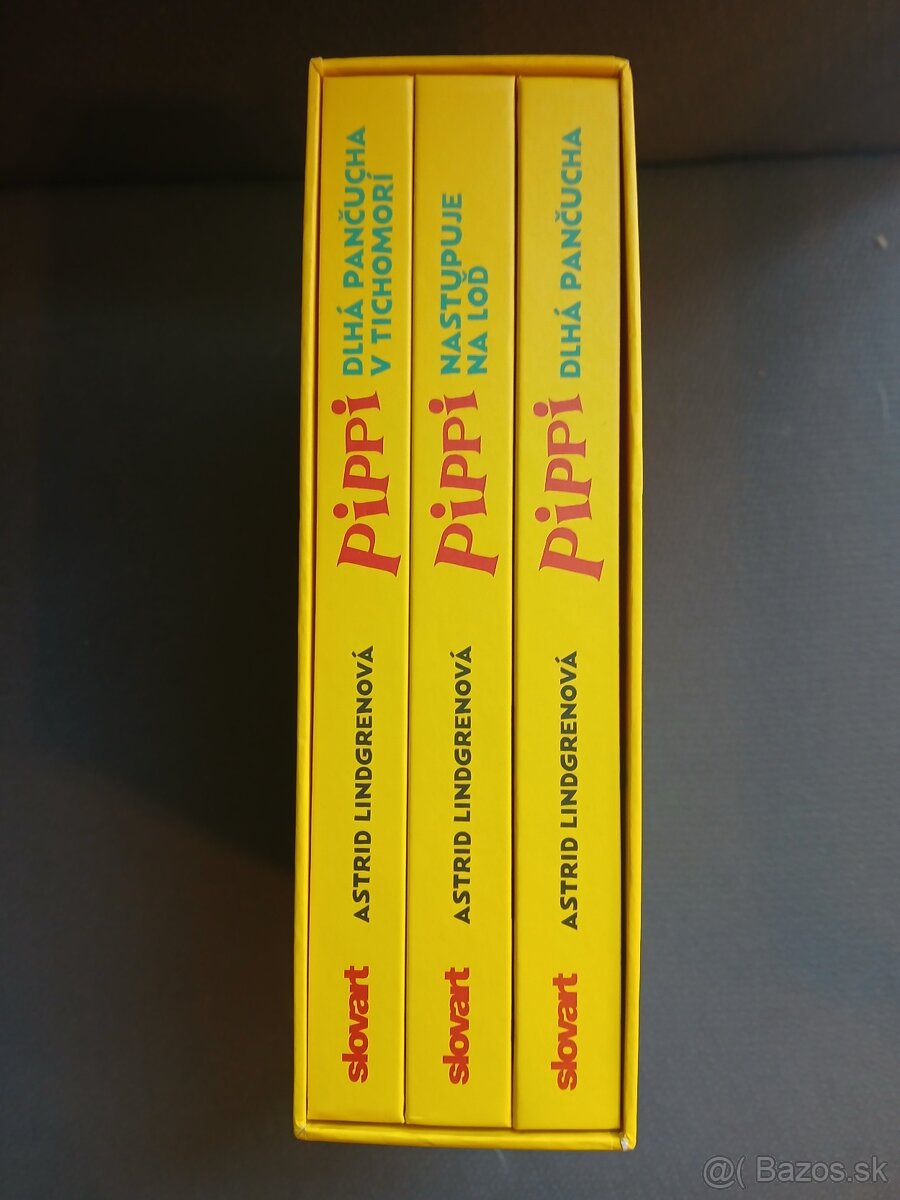 slovart
ASTRID LINDGRENOVÁ
PiPPi
DLHÁ PANČUCHA
V TICHOMORÍ
slovart
ASTRID LINDGRENOVÁ
PiPPi
NASTUPUJE
NA LOĎ
slovart
ASTRID LINDGRENOVÁ
PiPPi
DLHÁ PANČUCHA
@( Bazos.sk